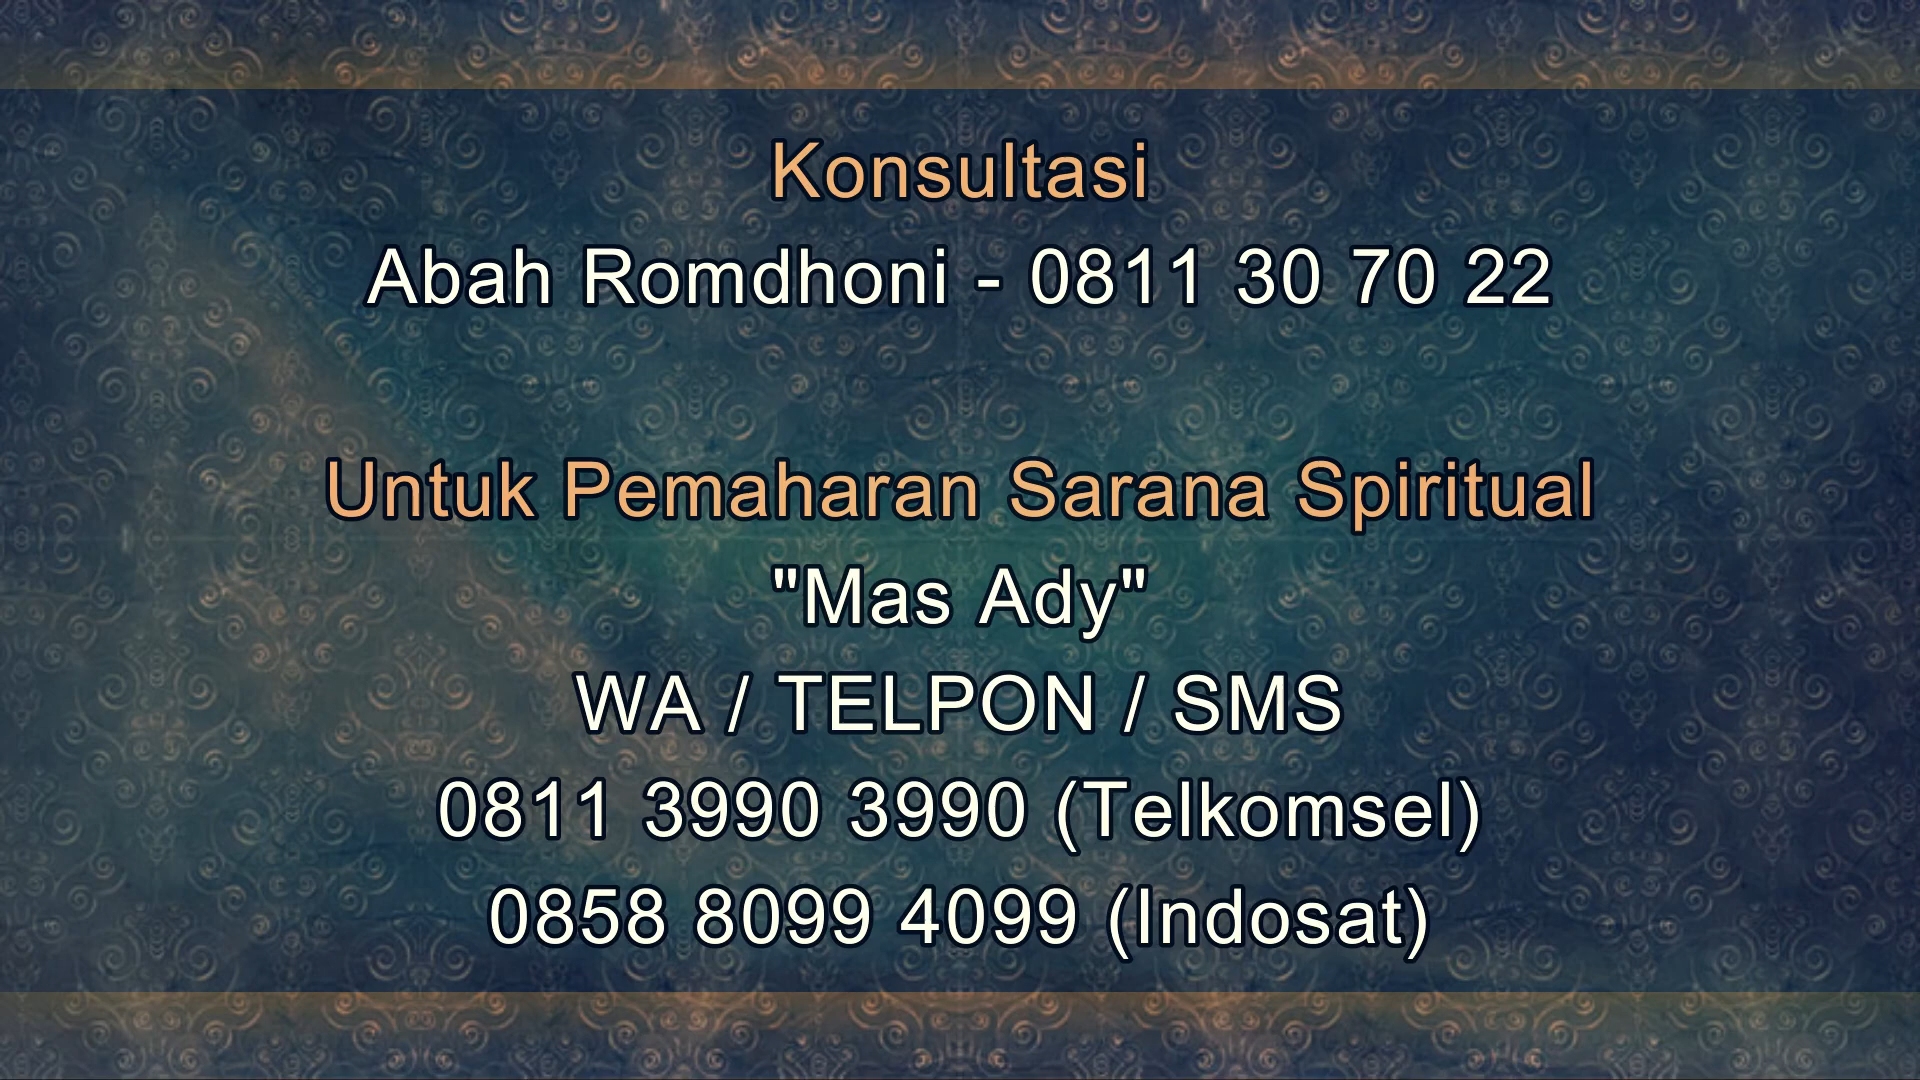 Konsultasi
Abah Romdhoni - 0811 30 70 22
Untuk Pemaharan Sarana Spiritual
"Mas Ady"
WA / TELPON / SMS
0811 3990 3990 (Telkomsel)
0858 8099 4099 (Indosat)